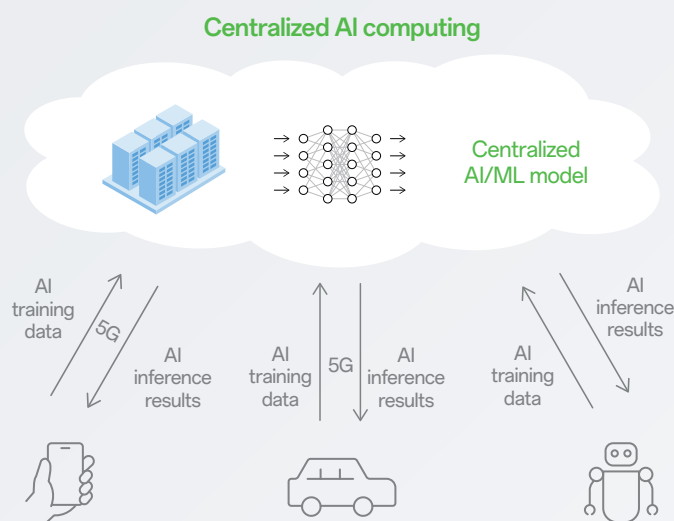 Centralized AI computing
Centralized
AI/ML model
AI
training
data
5G
AI
inference
results
AI
training
data
5G
AI
inference
results
AI
training
data
AI
inference
results